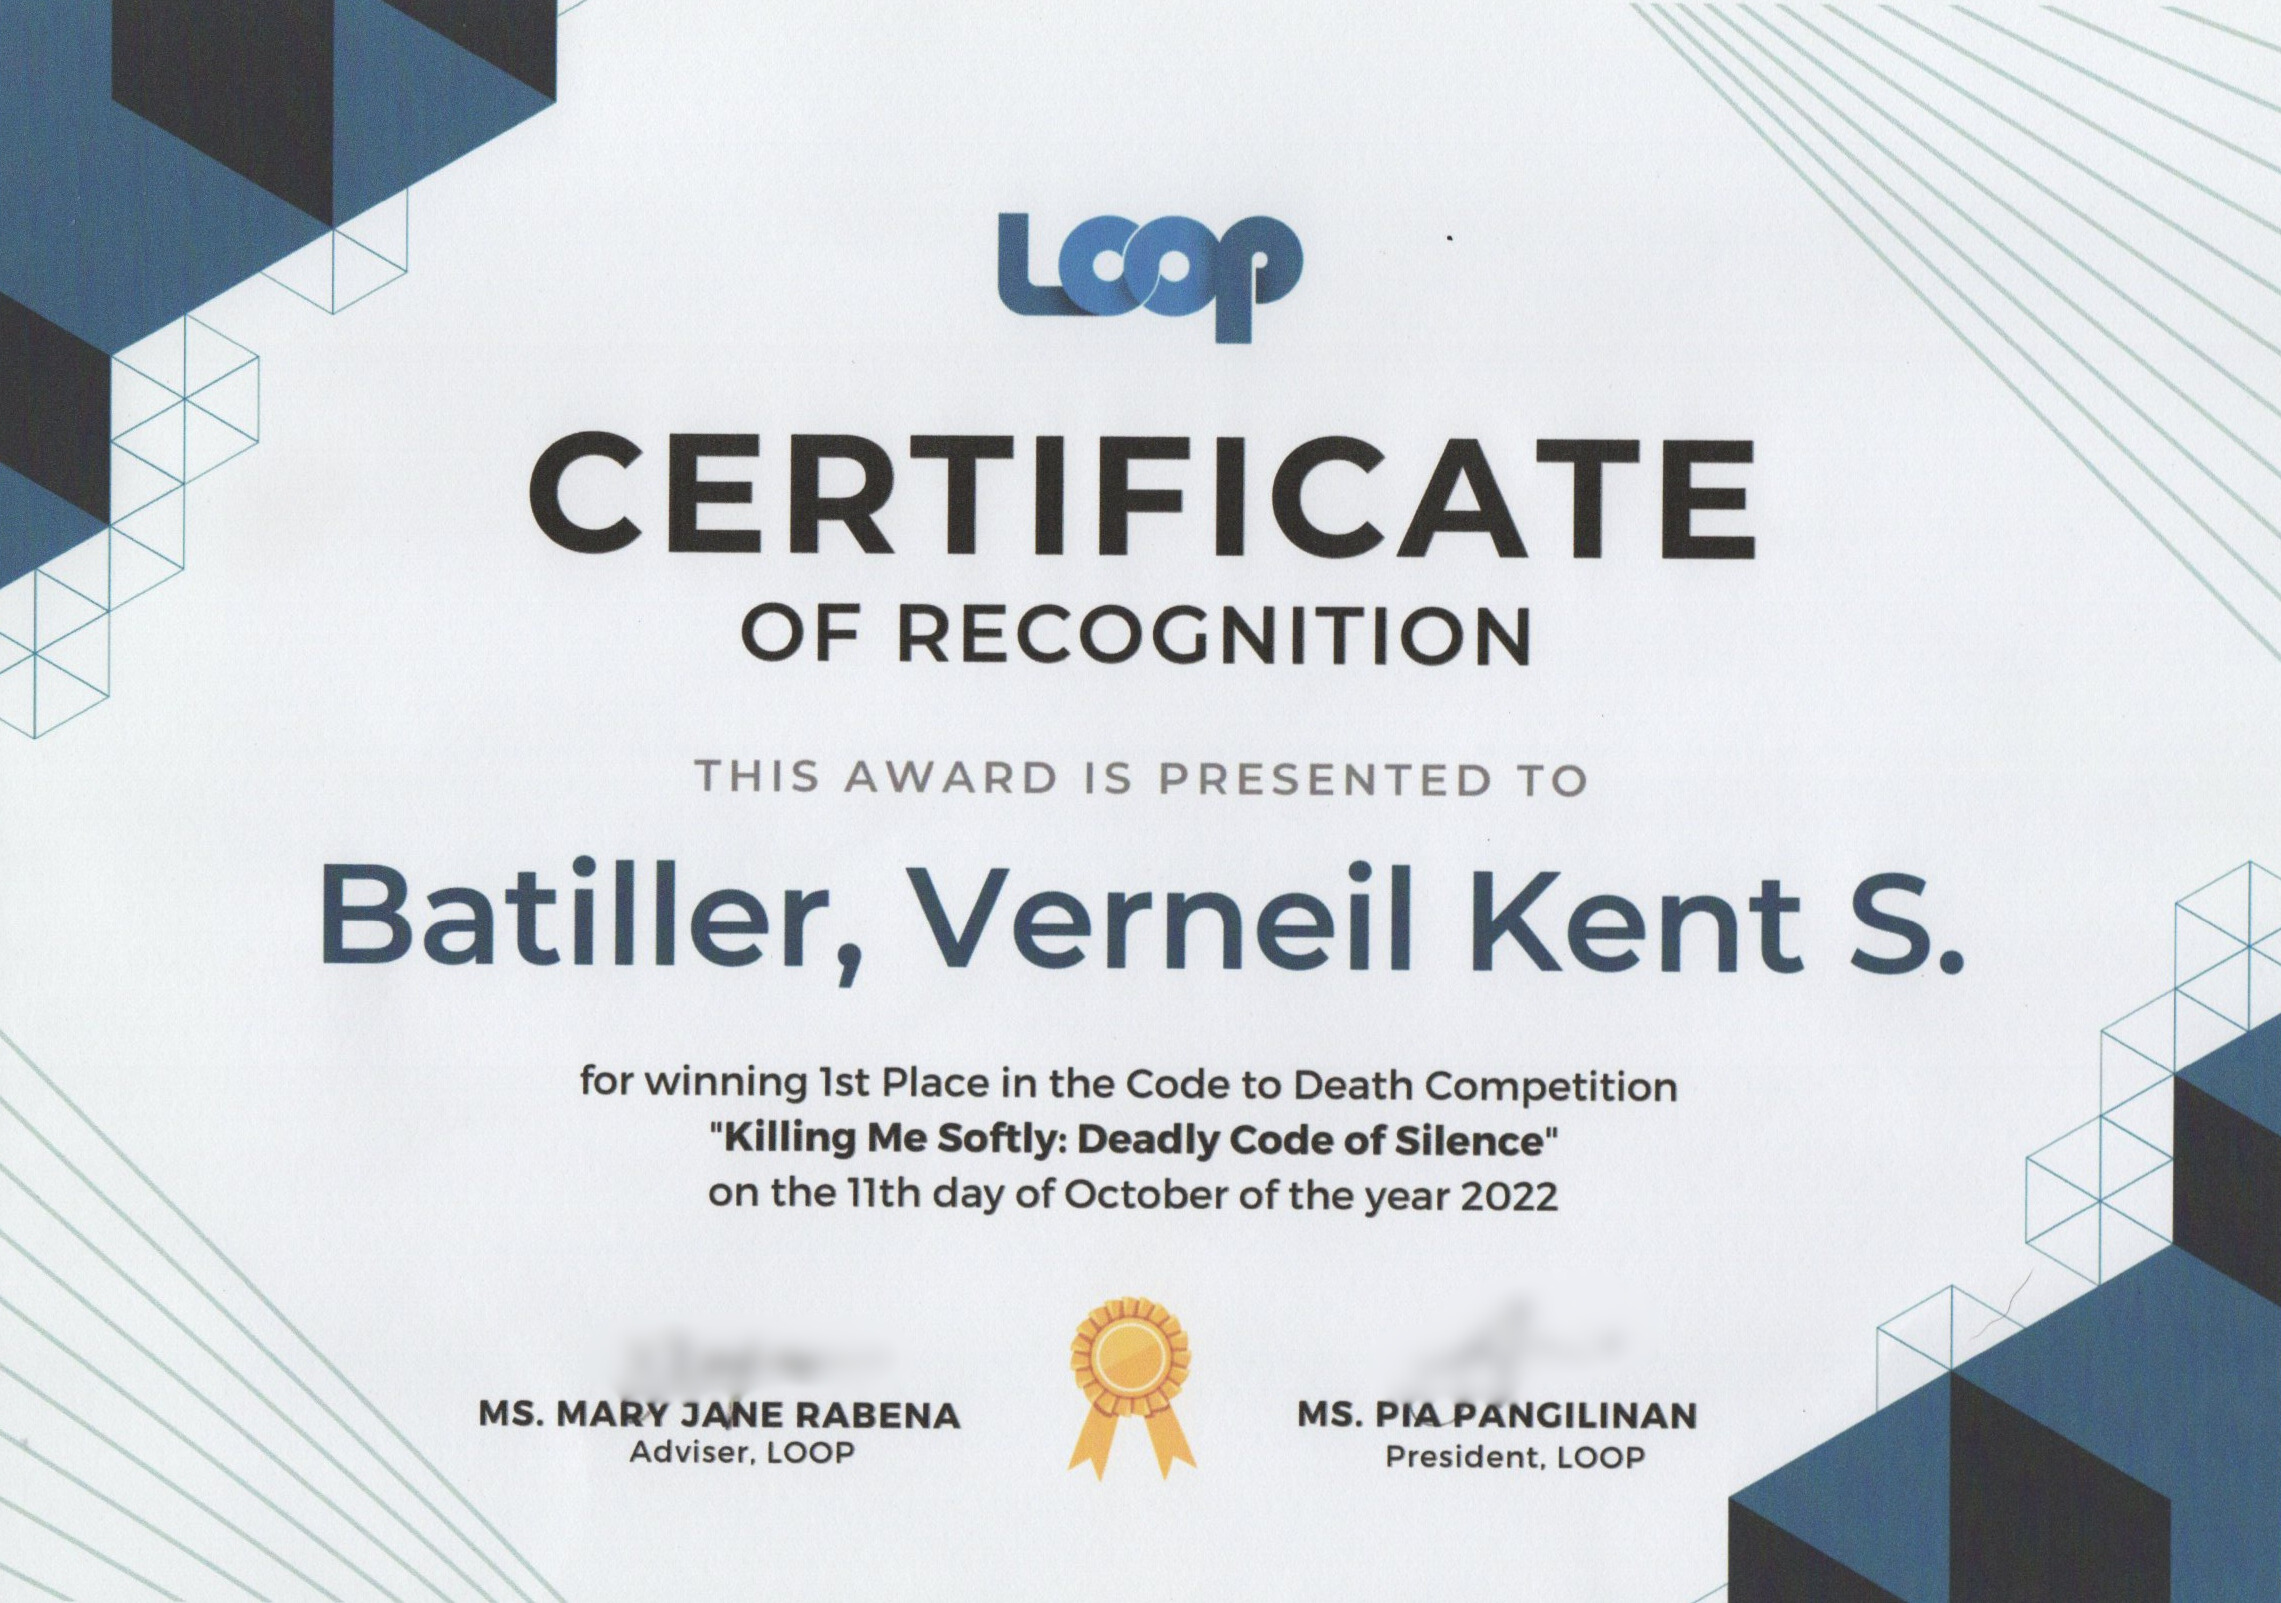 LOOP
CERTIFICATE
OF RECOGNITION
THIS AWARD IS PRESENTED TO
Batiller, Verneil Kent S.
for winning 1st Place in the Code to Death Competition
"Killing Me Softly: Deadly Code of Silence"
on the 11th day of October of the year 2022
MS. MARY JANE RABENA
Adviser, LOOP
MS. PIA PANGILINAN
President, LOOP